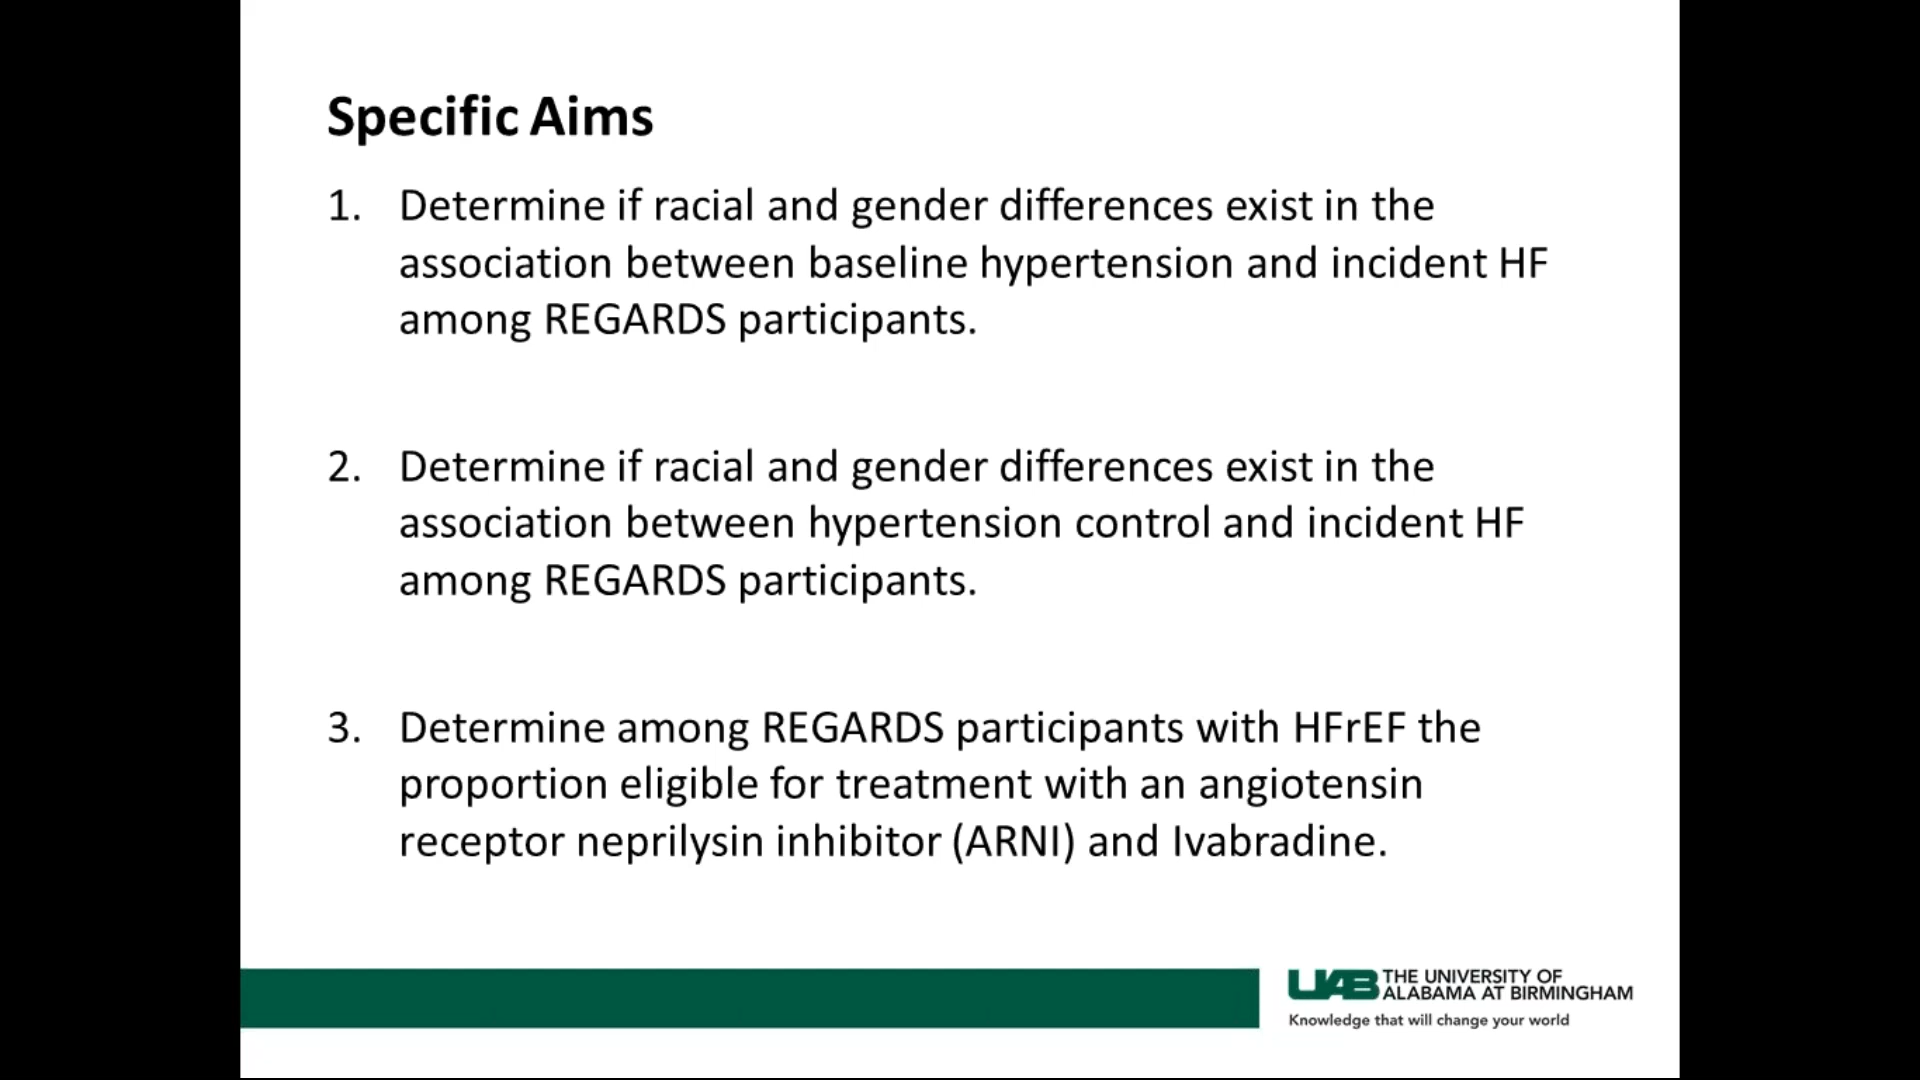 Specific Aims
1. Determine if racial and gender differences exist in the
association between baseline hypertension and incident HF
among REGARDS participants.
2. Determine if racial and gender differences exist in the
association between hypertension control and incident HF
among REGARDS participants.
3. Determine among REGARDS participants with HFrEF the
proportion eligible for treatment with an angiotensin
receptor neprilysin inhibitor (ARNI) and Ivabradine.
UAB THE UNIVERSITY OF
ALABAMA AT BIRMINGHAM
Knowledge that will change your world